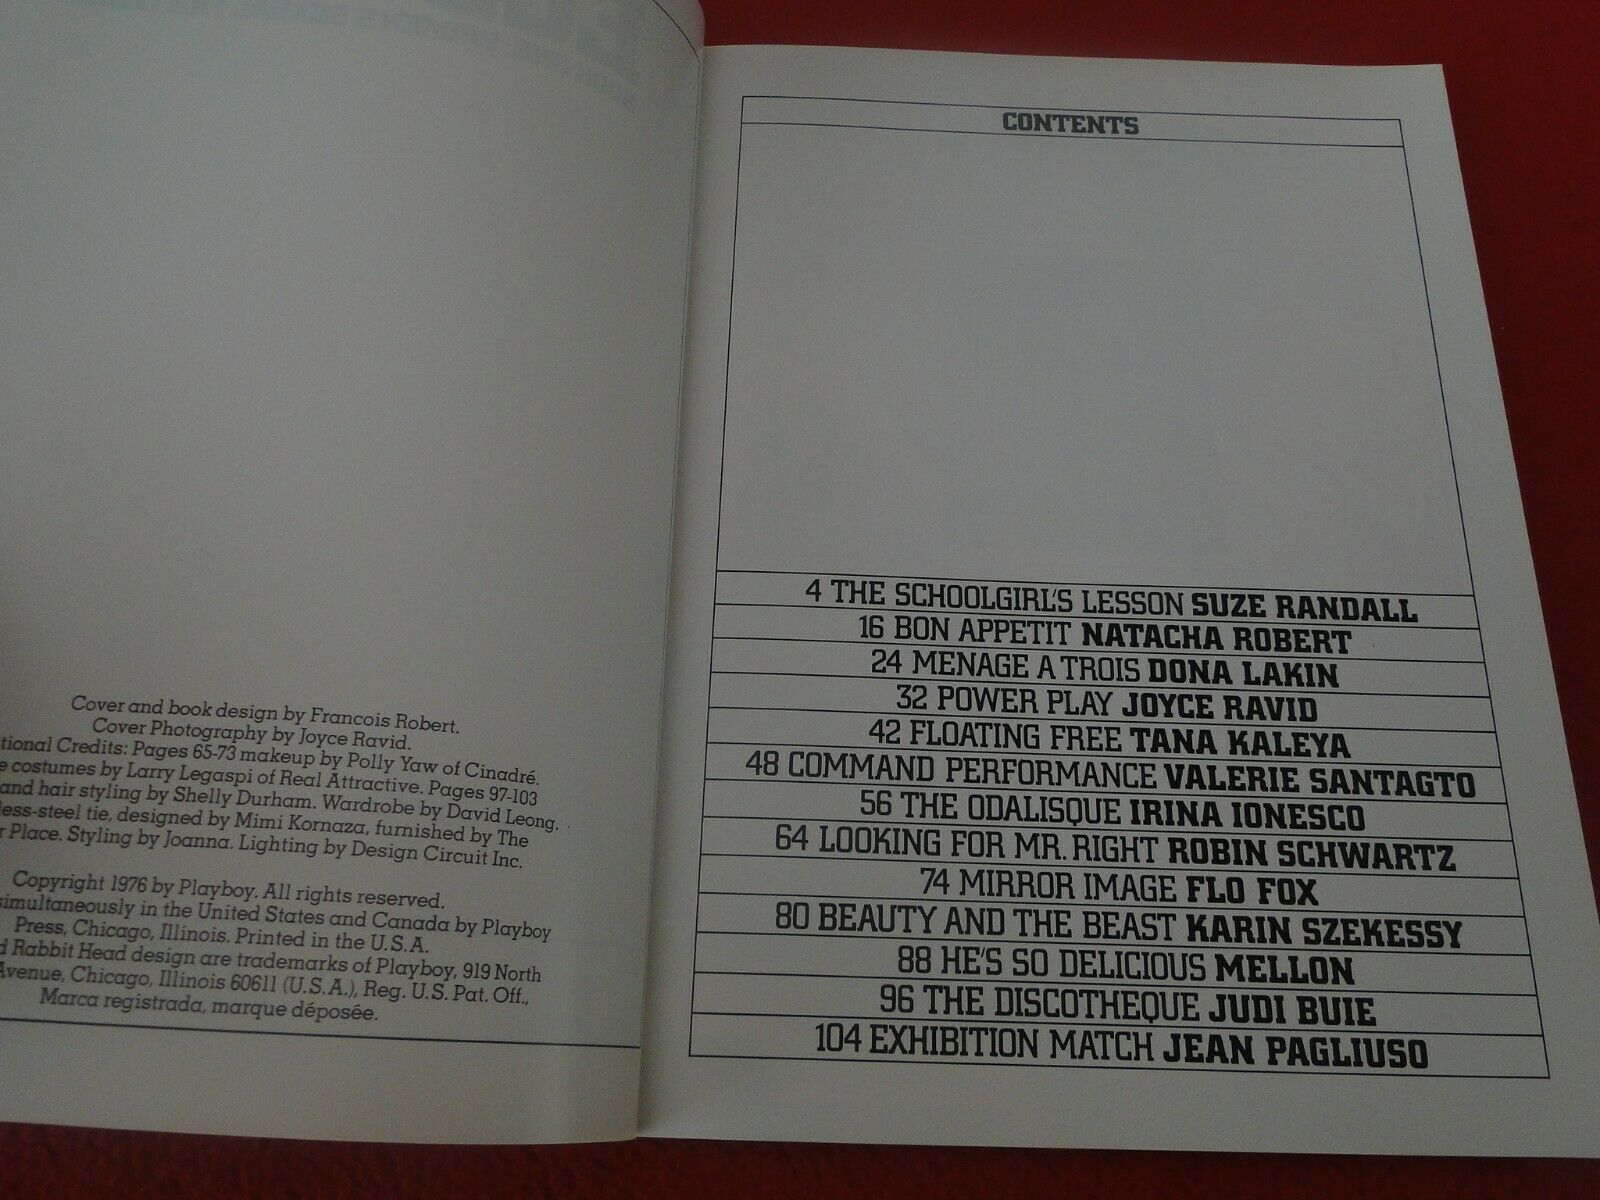 Cover and book design by Francois Robert.
Cover Photography by Joyce Ravid.
Credits: Pages 65-73 makeup by Polly Yaw of Cinadré.
costumes by Larry Legaspi of Real Attractive. Pages 97-103
and hair styling by Shelly Durham. Wardrobe by David Leong.
tie, designed by Mimi Kornaza, furnished by The
Place. Styling by Joanna. Lighting by Design Circuit Inc.
Copyright 1976 by Playboy. All rights reserved.
simultaneously in the United States and Canada by Playboy
Press, Chicago, Illinois. Printed in the U.S.A.
Rabbit Head design are trademarks of Playboy, 919 North
Avenue, Chicago, Illinois 60611 (U.S.A.), Reg. U.S. Pat. Off.,
Marca registrada, marque déposée.
CONTENTS
4 THE SCHOOLGIRL'S LESSON SUZE RANDALL
16 BON APPETIT NATACHA ROBERT
24 MENAGE A TROIS DONA LAKIN
32 POWER PLAY JOYCE RAVID
42 FLOATING FREE TANA KALEYA
48 COMMAND PERFORMANCE VALERIE SANTAGTO
56 THE ODALISQUE IRINA IONESCO
64 LOOKING FOR MR. RIGHT ROBIN SCHWARTZ
74 MIRROR IMAGE FLO FOX
80 BEAUTY AND THE BEAST KARIN SZEKESSY
88 HE'S SO DELICIOUS MELLON
96 THE DISCOTHEQUE JUDI BUIE
104 EXHIBITION MATCH JEAN PAGLIUSO